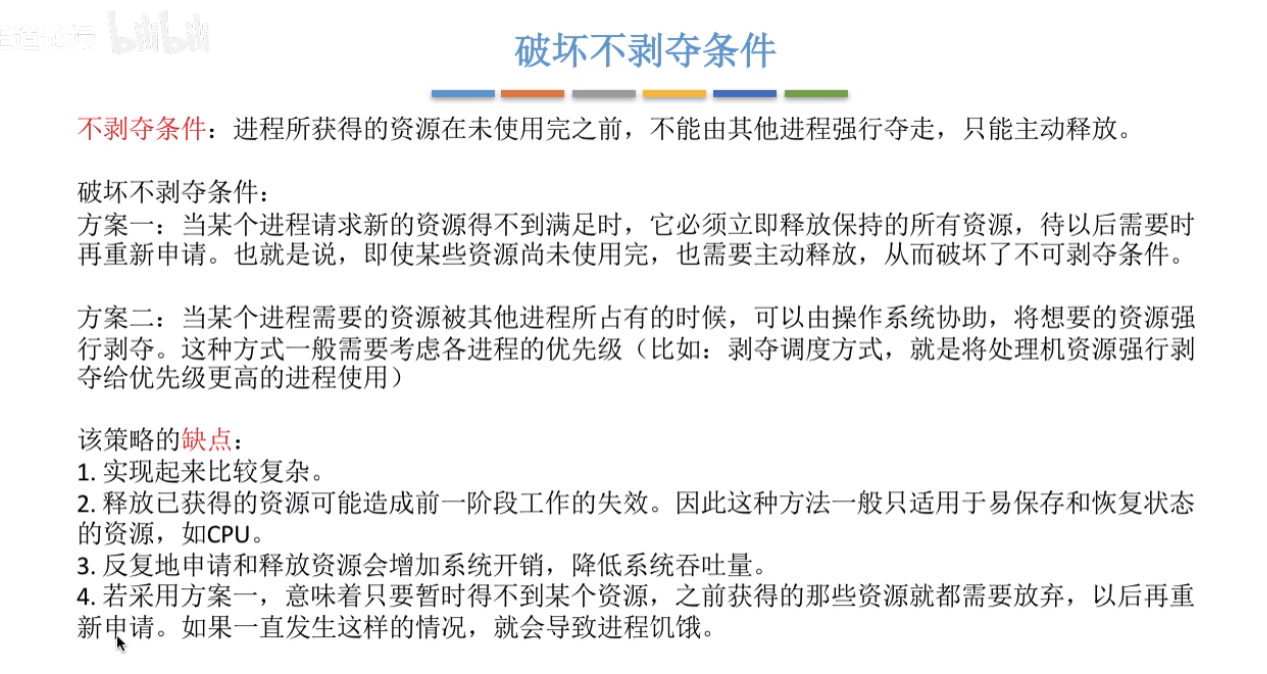 bilibili
破坏不剥夺条件
不剥夺条件：进程所获得的资源在未使用完之前，不能由其他进程强行夺走，只能主动释放。
破坏不剥夺条件：
方案一：当某个进程请求新的资源得不到满足时，它必须立即释放保持的所有资源，待以后需要时
再重新申请。也就是说，即使某些资源尚未使用完，也需要主动释放，从而破坏了不可剥夺条件。
方案二：当某个进程需要的资源被其他进程所占有的时候，可以由操作系统协助，将想要的资源强
行剥夺。这种方式一般需要考虑各进程的优先级（比如：剥夺调度方式，就是将处理机资源强行剥
夺给优先级更高的进程使用）
该策略的缺点：
1. 实现起来比较复杂。
2. 释放已获得的资源可能造成前一阶段工作的失效。因此这种方法一般只适用于易保存和恢复状态
的资源，如CPU。
3. 反复地申请和释放资源会增加系统开销，降低系统吞吐量。
4. 若采用方案一，意味着只要暂时得不到某个资源，之前获得的那些资源就都需要放弃，以后再重
新申请。如果一直发生这样的情况，就会导致进程饥饿。